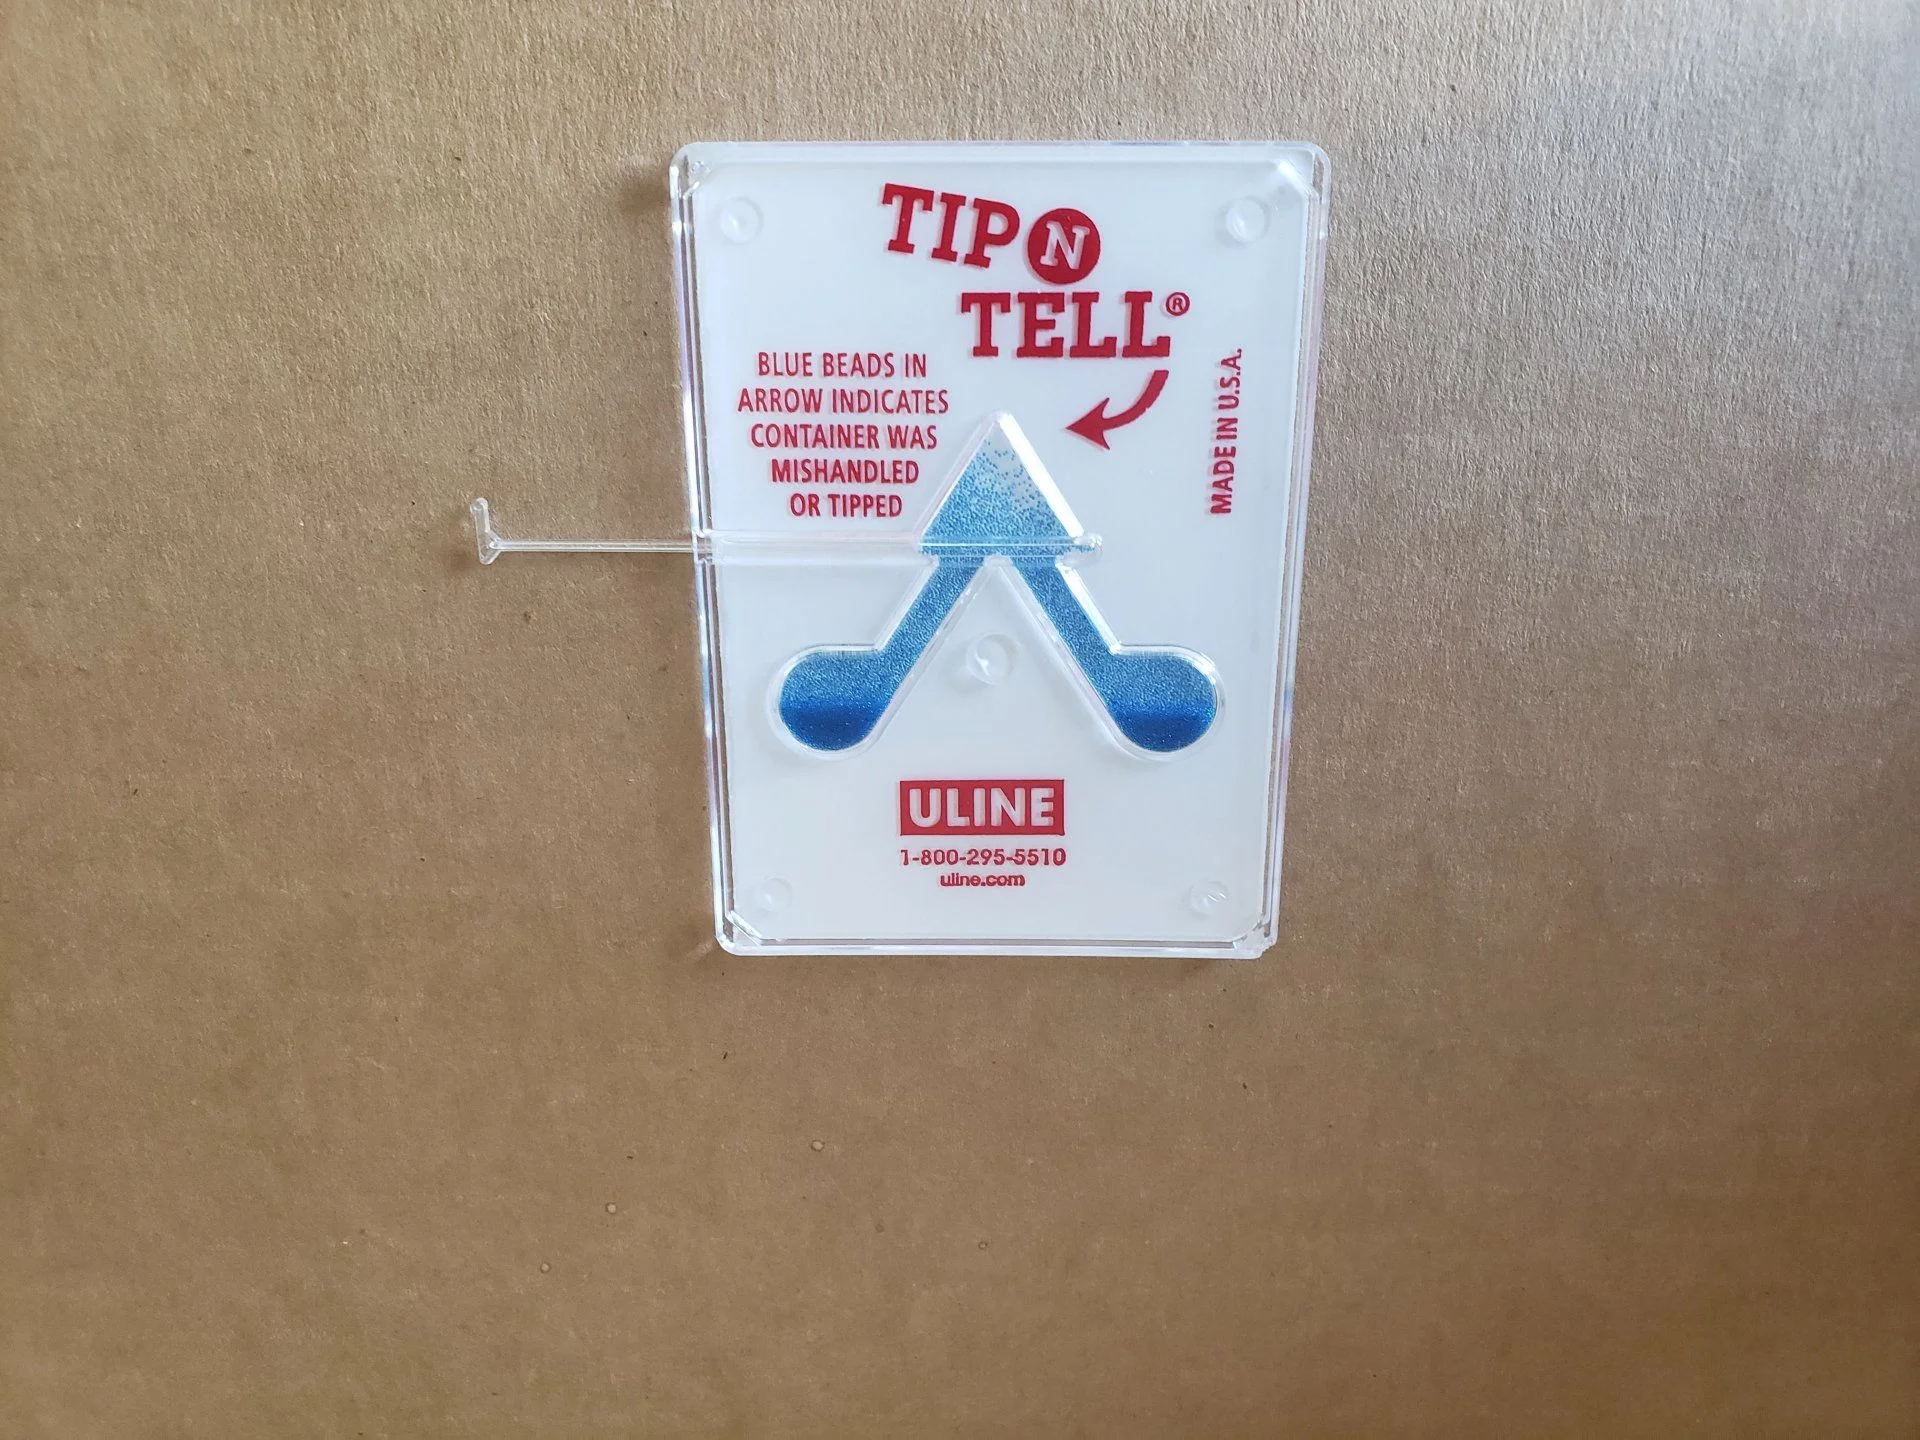 TIP N
TELL®
BLUE BEADS IN
ARROW INDICATES
CONTAINER WAS
MISHANDLED
OR TIPPED
MADE IN U.S.A.
ULINE
1-800-295-5510
uline.com